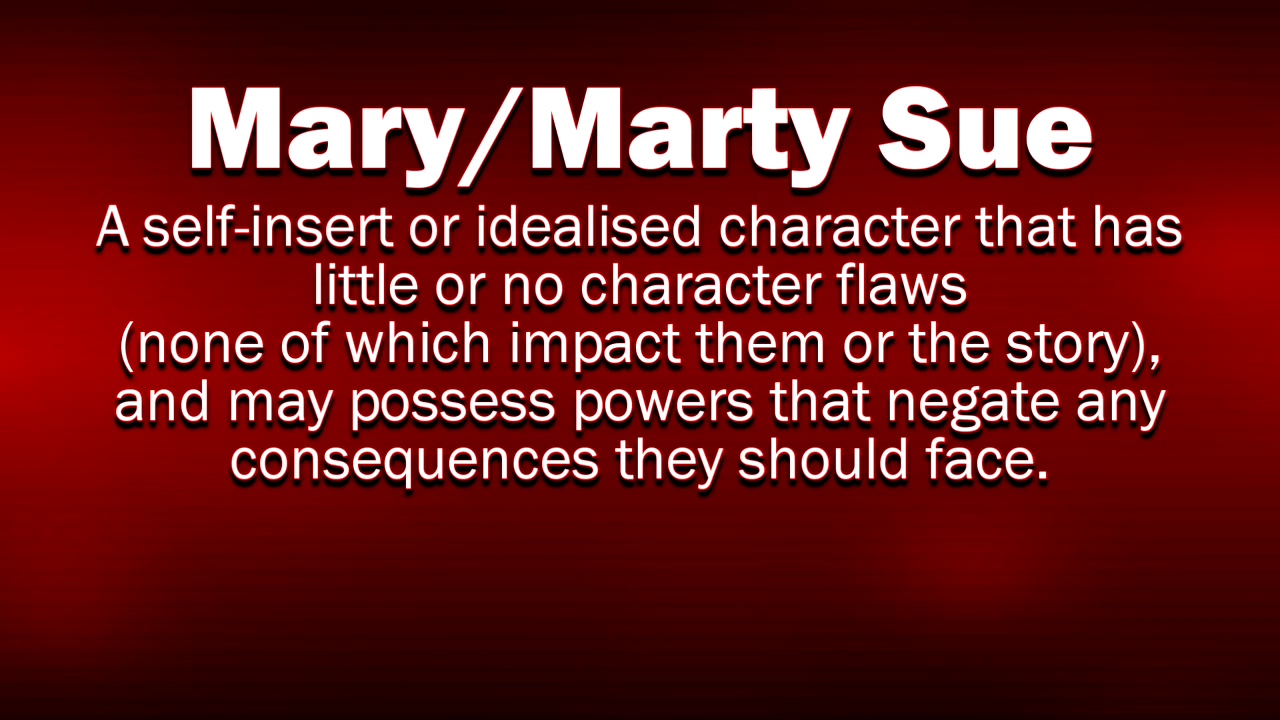 Mary/Marty Sue
A self-insert or idealised character that has
little or no character flaws
(none of which impact them or the story),
and may possess powers that negate any
consequences they should face.